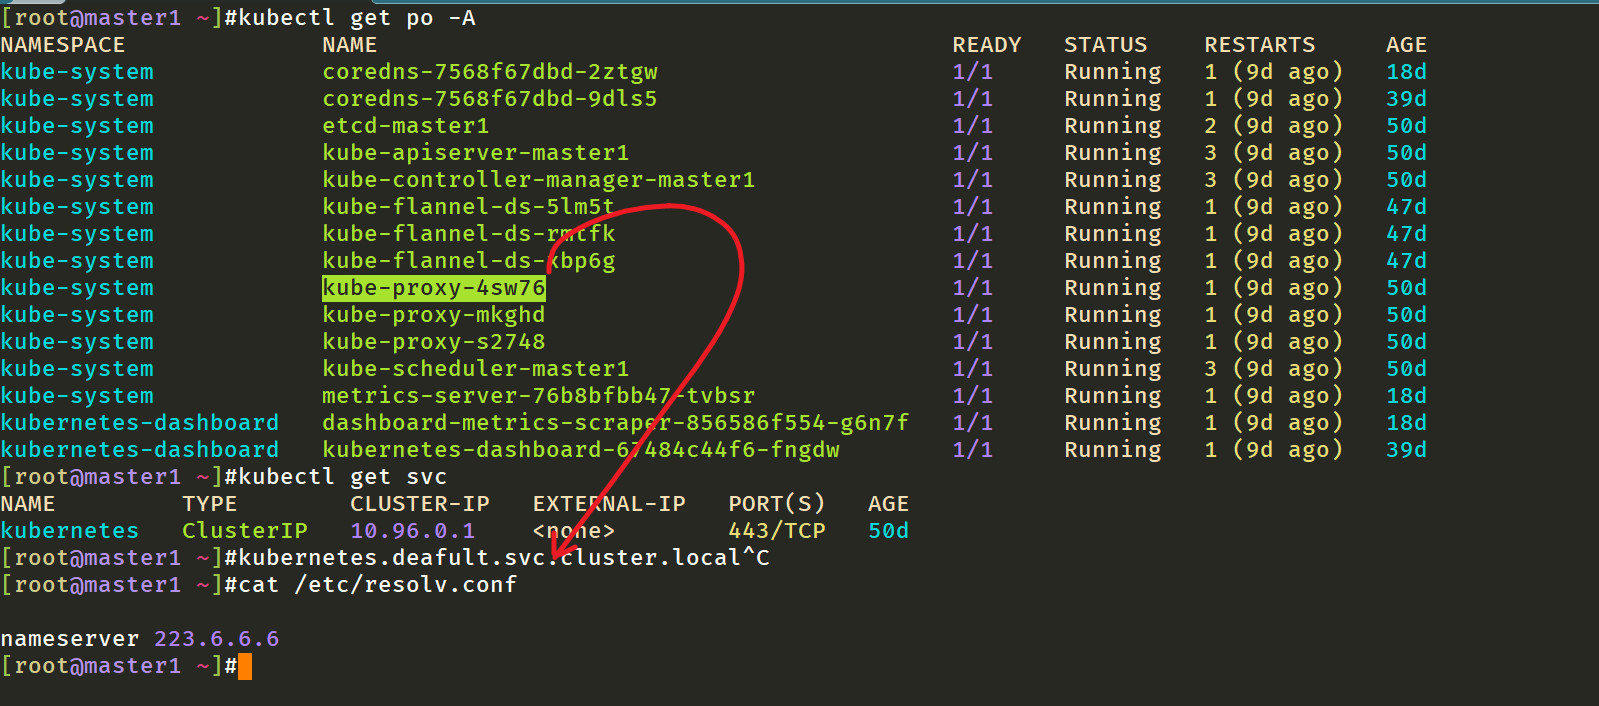 [root@master1 ~]#kubectl get po -A
NAMESPACE NAME READY STATUS RESTARTS AGE
kube-system coredns-7568f67dbd-2ztgw 1/1 Running 1 (9d ago) 18d
kube-system coredns-7568f67dbd-9dls5 1/1 Running 1 (9d ago) 39d
kube-system etcd-master1 1/1 Running 2 (9d ago) 50d
kube-system kube-apiserver-master1 1/1 Running 3 (9d ago) 50d
kube-system kube-controller-manager-master1 1/1 Running 3 (9d ago) 50d
kube-system kube-flannel-ds-5lm5t 1/1 Running 1 (9d ago) 47d
kube-system kube-flannel-ds-rmtfk 1/1 Running 1 (9d ago) 47d
kube-system kube-flannel-ds-xbp6g 1/1 Running 1 (9d ago) 47d
kube-system kube-proxy-4sw76 1/1 Running 1 (9d ago) 50d
kube-system kube-proxy-mkghd 1/1 Running 1 (9d ago) 50d
kube-system kube-proxy-s2748 1/1 Running 1 (9d ago) 50d
kube-system kube-scheduler-master1 1/1 Running 3 (9d ago) 50d
kube-system metrics-server-76b8bfbb47-tvbsr 1/1 Running 1 (9d ago) 18d
kubernetes-dashboard dashboard-metrics-scraper-856586f554-g6n7f 1/1 Running 1 (9d ago) 18d
kubernetes-dashboard kubernetes-dashboard-67484c44f6-fngdw 1/1 Running 1 (9d ago) 39d
[root@master1 ~]#kubectl get svc
NAME TYPE CLUSTER-IP EXTERNAL-IP PORT(S) AGE
kubernetes ClusterIP 10.96.0.1 <none> 443/TCP 50d
[root@master1 ~]#kubernetes.deafult.svc.cluster.local^C
[root@master1 ~]#cat /etc/resolv.conf
nameserver 223.6.6.6
[root@master1 ~]#